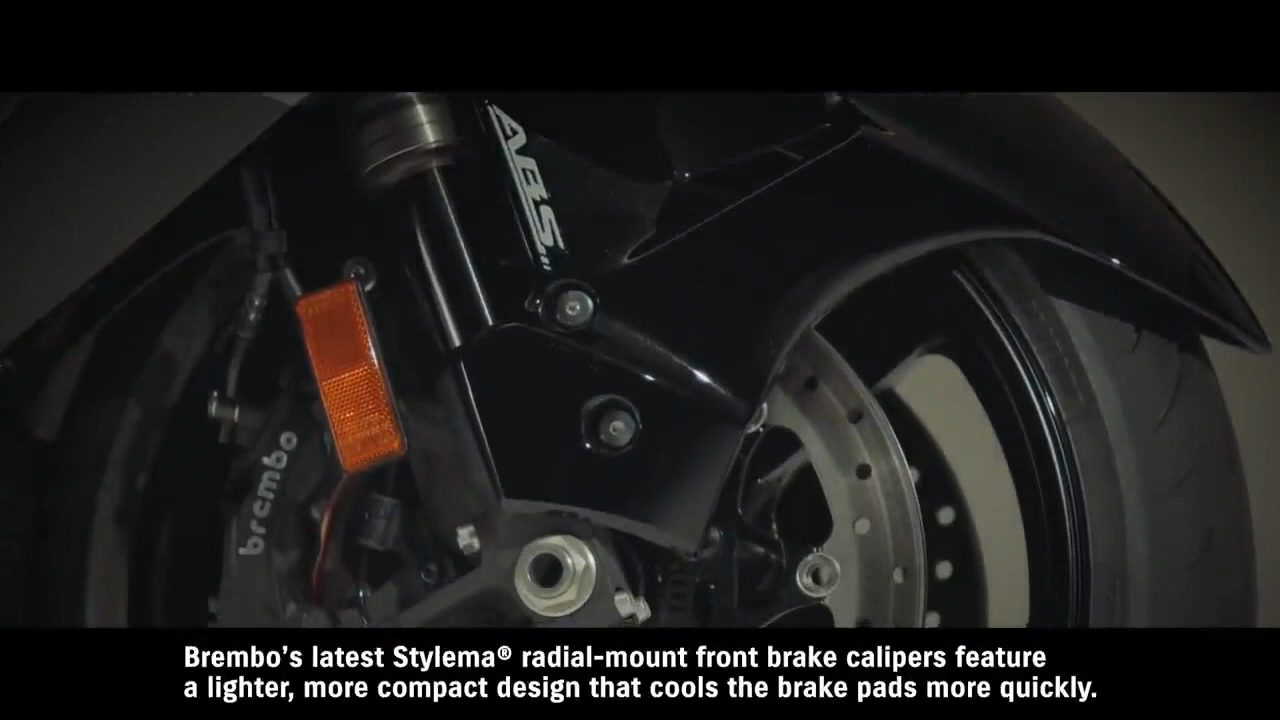 ABS
brembo
Brembo's latest Stylema® radial-mount front brake calipers feature
a lighter, more compact design that cools the brake pads more quickly.